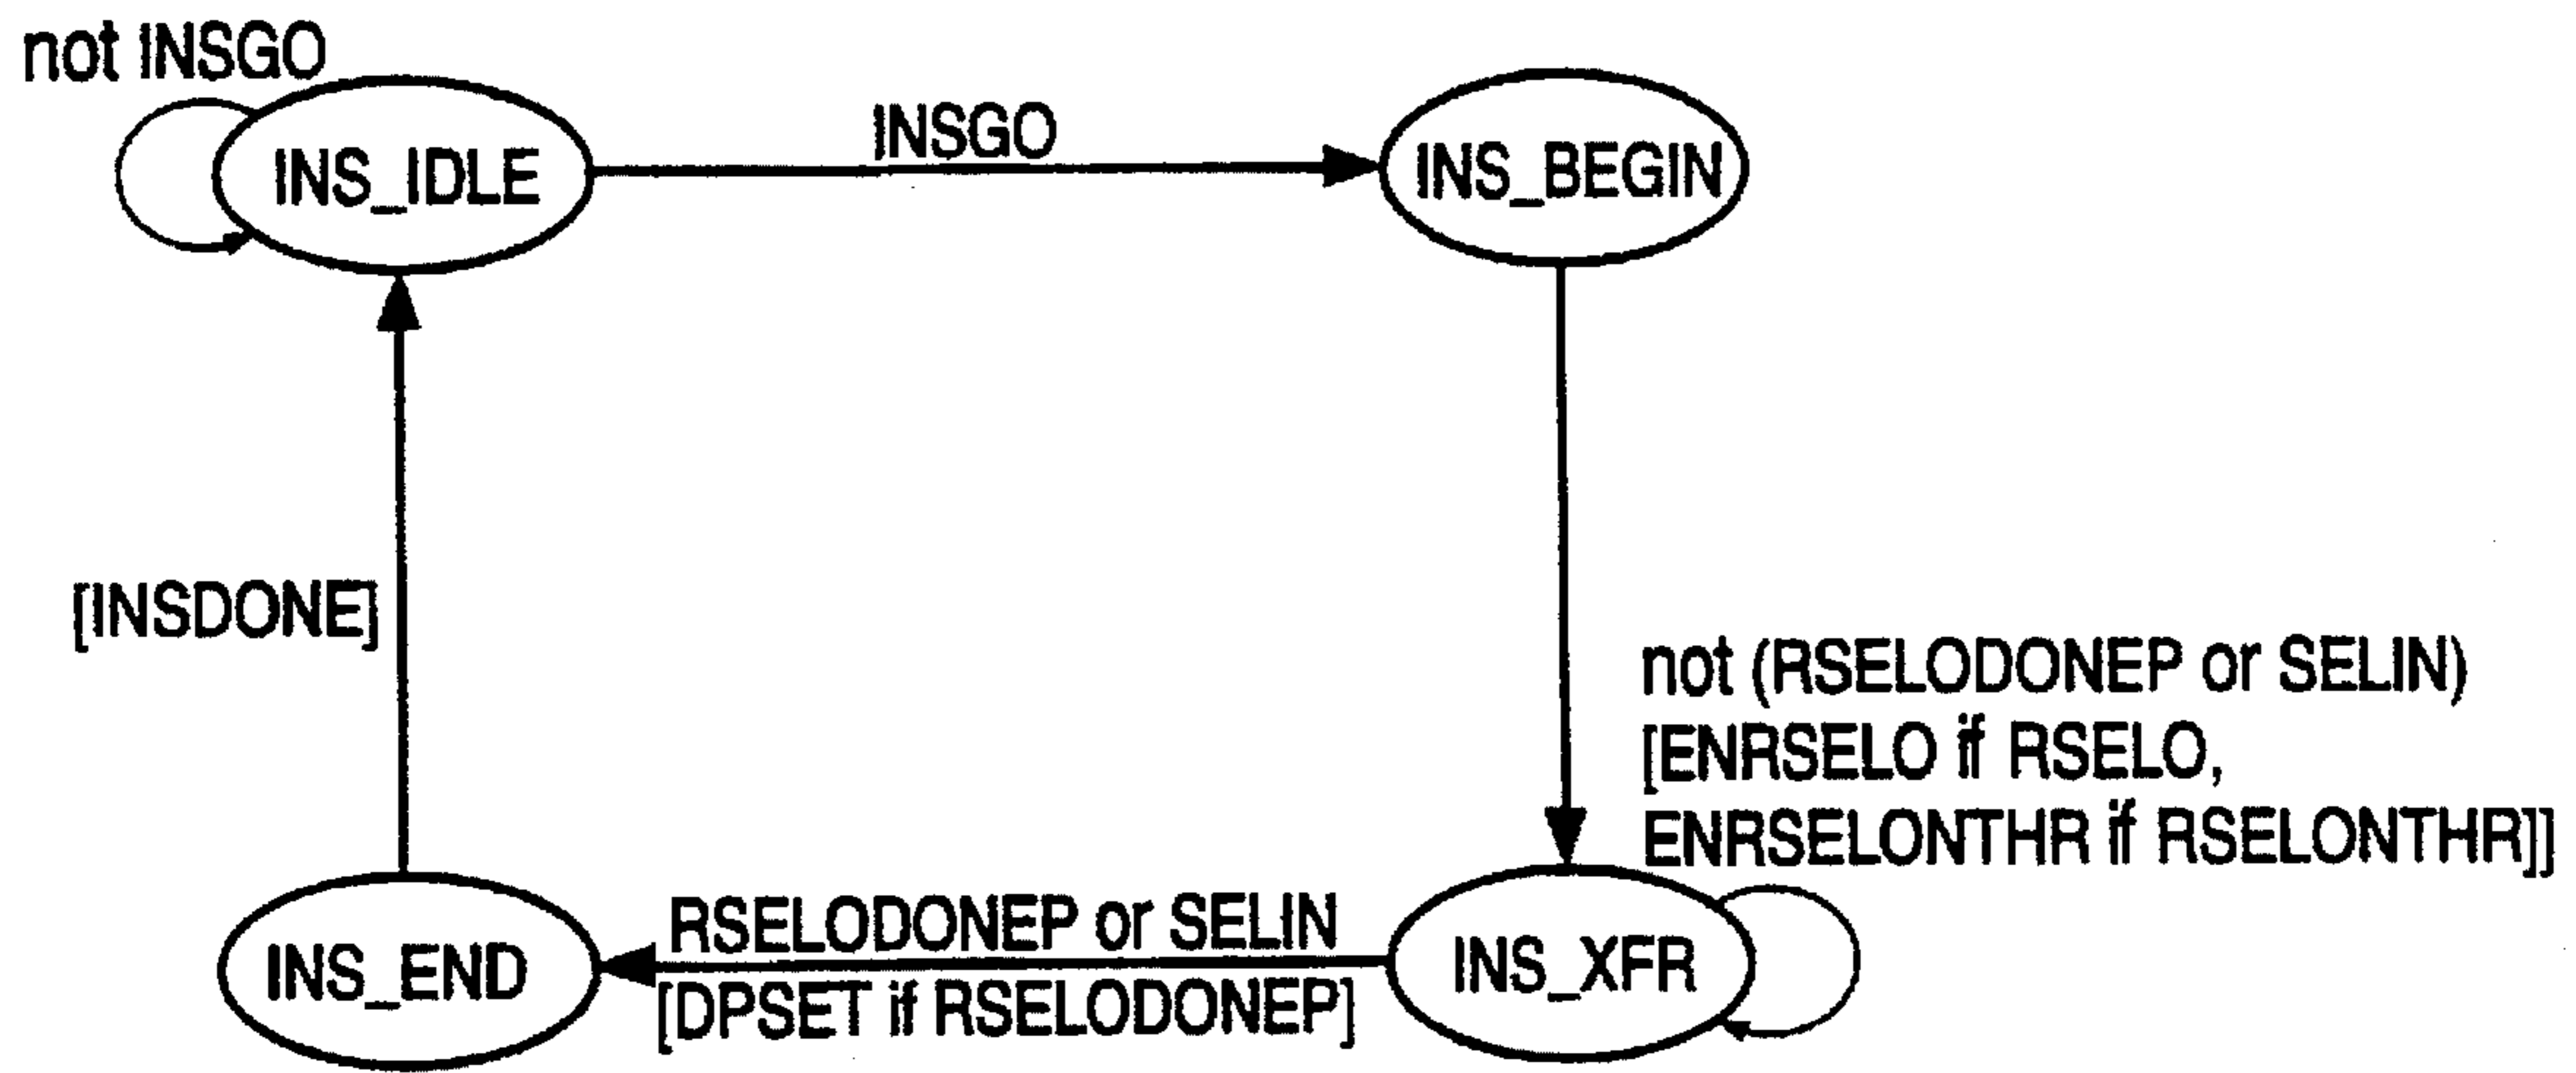 not INSGO
INSGO
INS_IDLE
INS_BEGIN
[INSDONE]
not (RSELODONEP or SELIN)
[ENRSELO if RSELO,
ENRSELONTHR if RSELONTHR]]
RSELODONEP or SELIN
INS_END
INS_XFR
[DPSET if RSELODONEP]